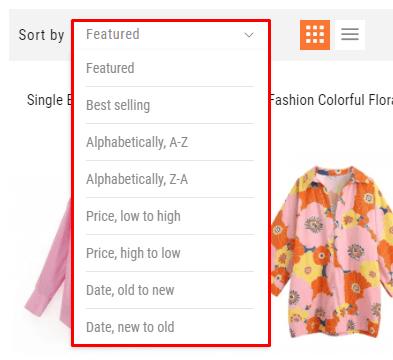 Sort by Featured
Featured
Best selling
Single
Fashion Colorful
Alphabetically, A-Z
Alphabetically, Z-A
Price, low to high
Price, high to low
Date, old to new
Date, new to old